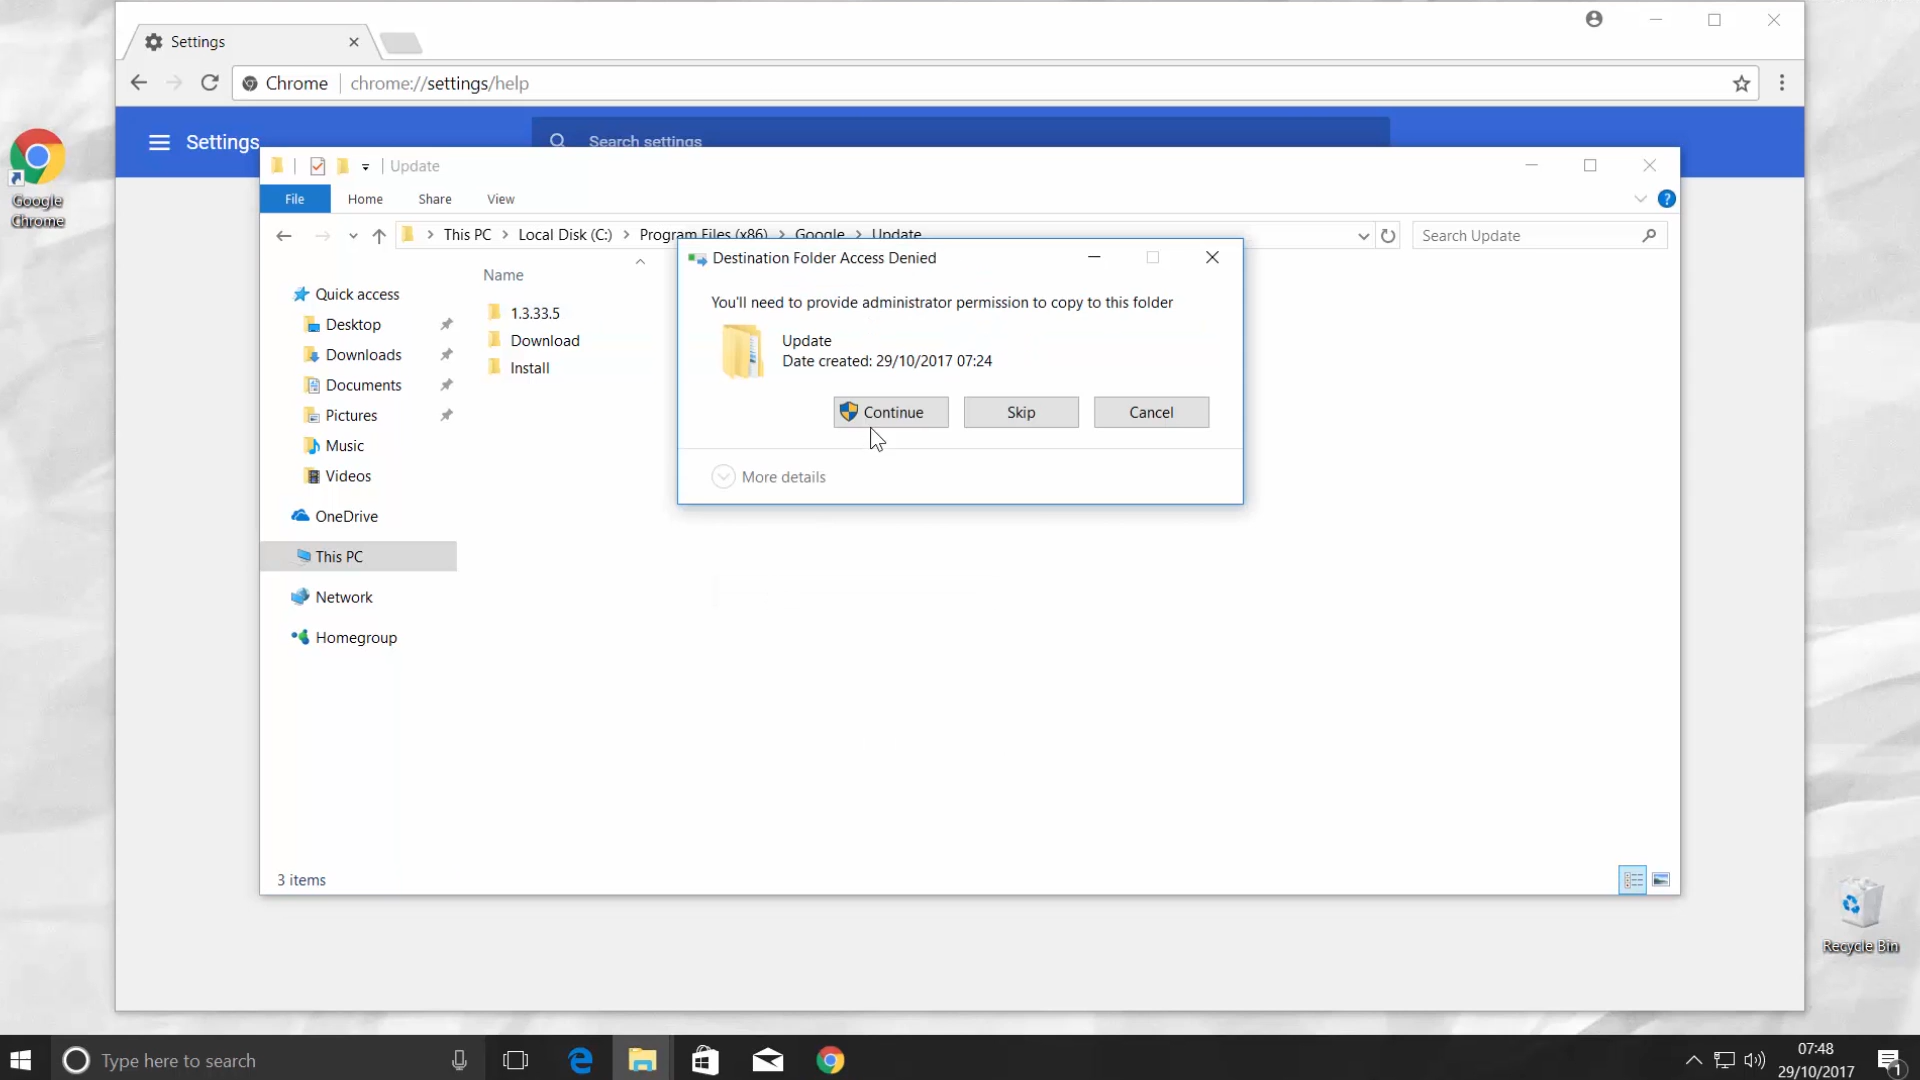 Settings
Chrome
chrome://settings/help
Settings
Search settings
Google
Chrome
Update
File
Home
Share
View
This PC
Local Disk (C:)
Program Files (x86)
Google
Update
Search Update
Destination Folder Access Denied
You'll need to provide administrator permission to copy to this folder
Update
Date created: 29/10/2017 07:24
Continue
Skip
Cancel
More details
Name
1.3.33.5
Download
Install
Quick access
Desktop
Downloads
Documents
Pictures
Music
Videos
OneDrive
This PC
Network
Homegroup
3 items
Recycle Bin
Type here to search
07:48
29/10/2017
1